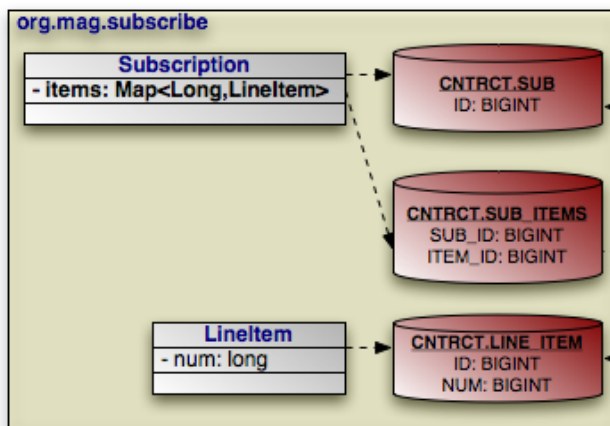 org.mag.subscribe
Subscription
- items: Map<Long,LineItem>
CNTRCT.SUB
ID: BIGINT
CNTRCT.SUB_ITEMS
SUB_ID: BIGINT
ITEM_ID: BIGINT
LineItem
- num: long
CNTRCT.LINE_ITEM
ID: BIGINT
NUM: BIGINT